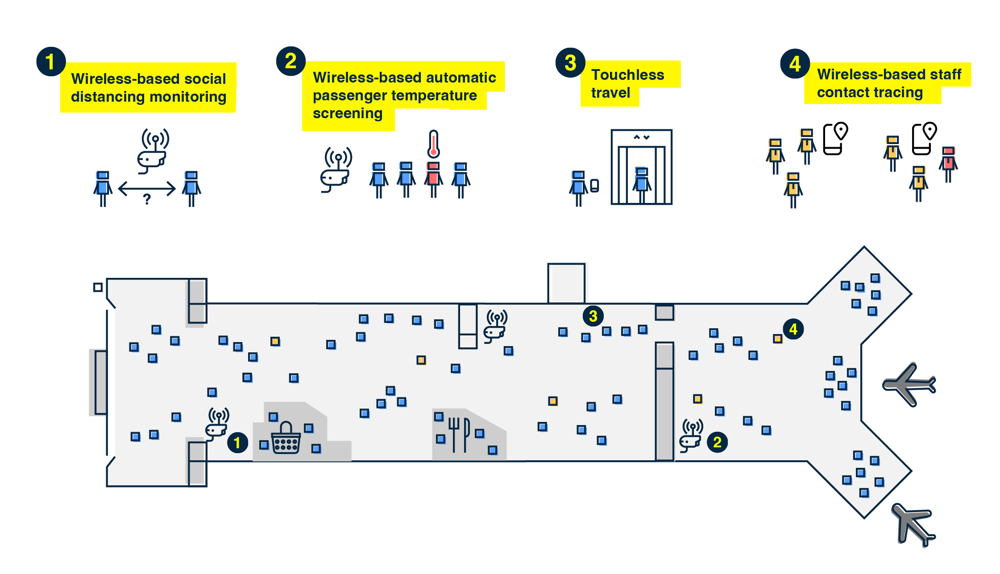 1
Wireless-based social
distancing monitoring
?
2
Wireless-based automatic
passenger temperature
screening
3
Touchless
travel
4
Wireless-based staff
contact tracing
3
4
1
2